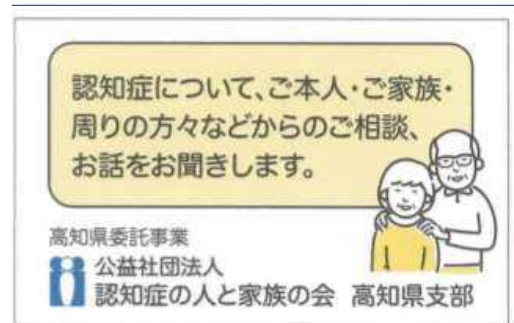 認知症について、ご本人・ご家族・
周りの方々などからのご相談、
お話をお聞きします。
高知県委託事業
公益社団法人
認知症の人と家族の会 高知県支部